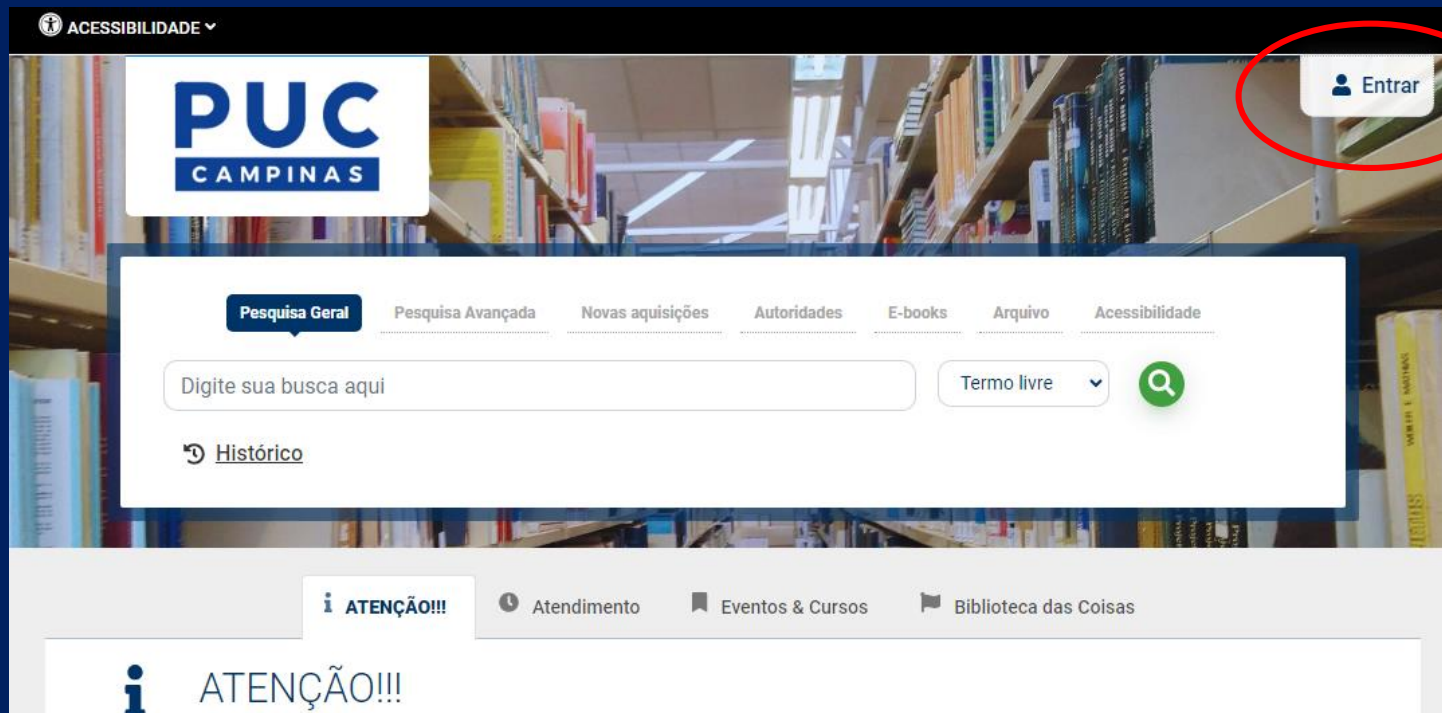 ACESSIBILIDADE
Entrar
PUC
CAMPINAS
Pesquisa Geral Pesquisa Avançada Novas aquisições Autoridades E-books Arquivo Acessibilidade
Digite sua busca aqui Termo livre
Histórico
ATENÇÃO!!! Atendimento Eventos & Cursos Biblioteca das Coisas
ATENÇÃO!!!